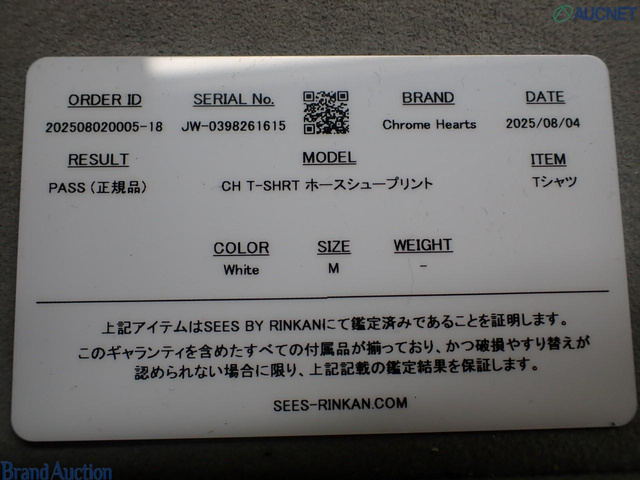 AUCNET
ORDER ID SERIAL No. BRAND DATE
202508020005-18 JW-0398261615 Chrome Hearts 2025/08/04
RESULT MODEL ITEM
PASS (正規品) CH T-SHRT ホースシュープリント Tシャツ
COLOR SIZE WEIGHT
White M -
上記アイテムはSEES BY RINKANにて鑑定済みであることを証明します。
このギャランティを含めたすべての付属品が揃っており、かつ破損やすり替えが
認められない場合に限り、上記記載の鑑定結果を保証します。
SEES-RINKAN.COM
Brand Auction